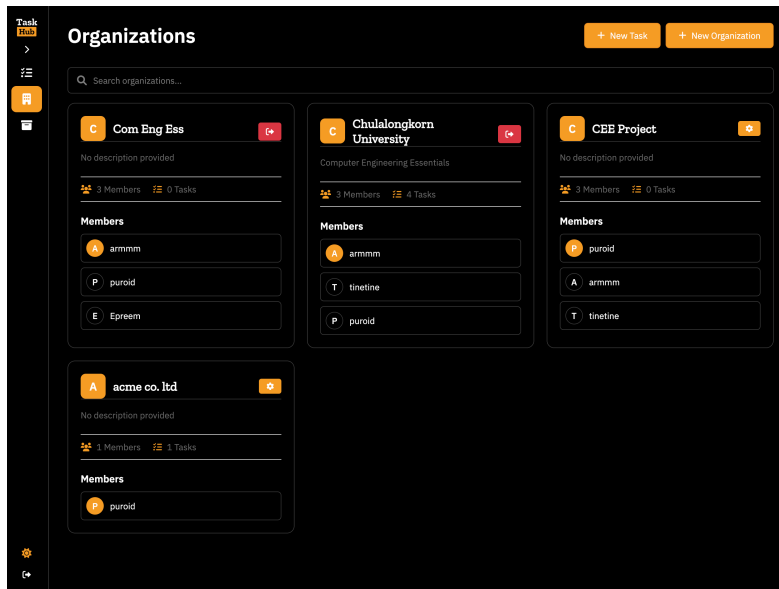 Task
Hub
Organizations
+ New Task
+ New Organization
Search organizations...
C
Com Eng Ess
No description provided
3 Members
0 Tasks
Members
A armmm
P puroid
E Epreem
C
Chulalongkorn
University
Computer Engineering Essentials
3 Members
4 Tasks
Members
A armmm
T tinetine
P puroid
C
CEE Project
No description provided
3 Members
0 Tasks
Members
P puroid
A armmm
T tinetine
A
acme co. ltd
No description provided
1 Members
1 Tasks
Members
P puroid